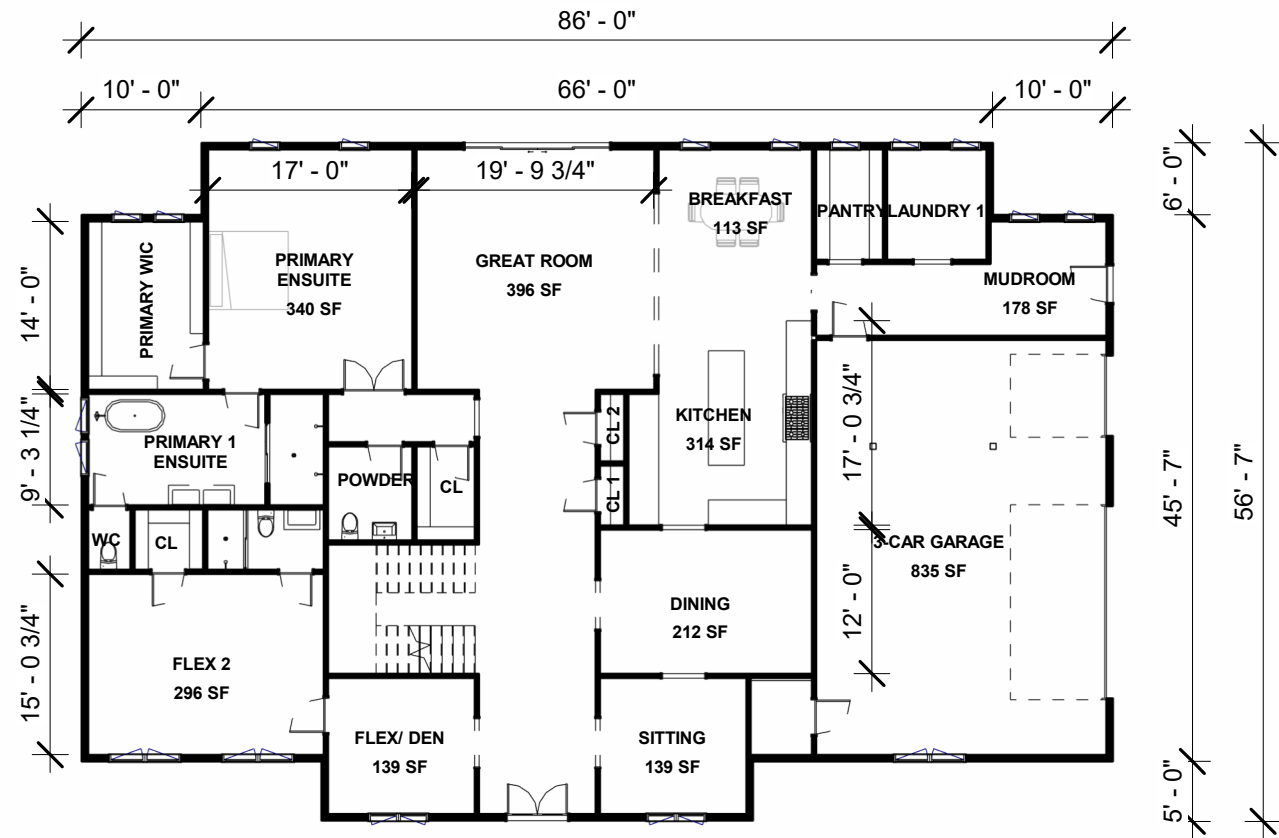 86' - 0"
10' - 0"
66' - 0"
10' - 0"
17' - 0"
19' - 9 3/4"
6' - 0"
BREAKFAST
113 SF
PANTRY
LAUNDRY 1
PRIMARY WIC
PRIMARY
ENSUITE
340 SF
GREAT ROOM
396 SF
MUDROOM
178 SF
14' - 0"
9' - 3 1/4"
PRIMARY 1
ENSUITE
POWDER
CL
CL 2
CL 1
KITCHEN
314 SF
17' - 0 3/4"
45' - 7"
56' - 7"
WC
CL
3-CAR GARAGE
835 SF
15' - 0 3/4"
FLEX 2
296 SF
DINING
212 SF
12' - 0"
FLEX/ DEN
139 SF
SITTING
139 SF
5' - 0"